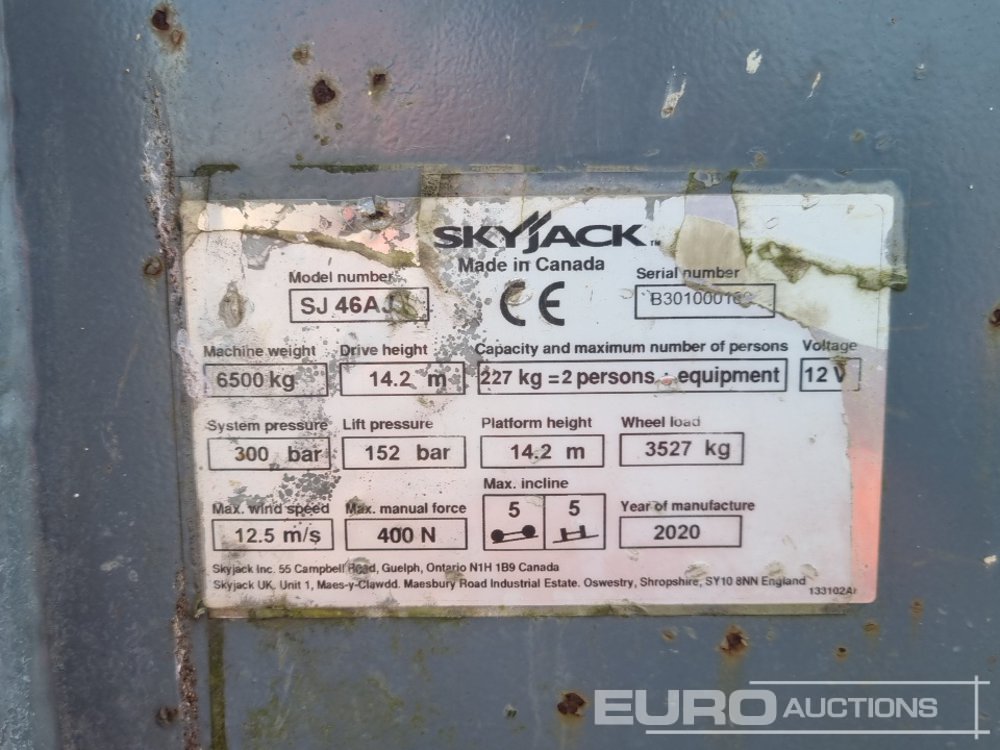 SKYJACK™
Made in Canada
Model number
SJ 46AJ
CE
Serial number
Machine weight
6500 kg
Drive height
14.2 m
Capacity and maximum number of persons
227 kg = 2 persons + equipment
Voltage
12 V
System pressure
300 bar
Lift pressure
152 bar
Platform height
14.2 m
Wheel load
3527 kg
Max. wind speed
12.5 m/s
Max. manual force
400 N
Max. incline
5 5
Year of manufacture
2020
Skyjack Inc. 55 Campbell Road, Guelph, Ontario N1H 1B9 Canada
Skyjack UK, Unit 1, Maes-y-Clawdd. Maesbury Road Industrial Estate. Oswestry, Shropshire, SY10 8NN England
EURO AUCTIONS